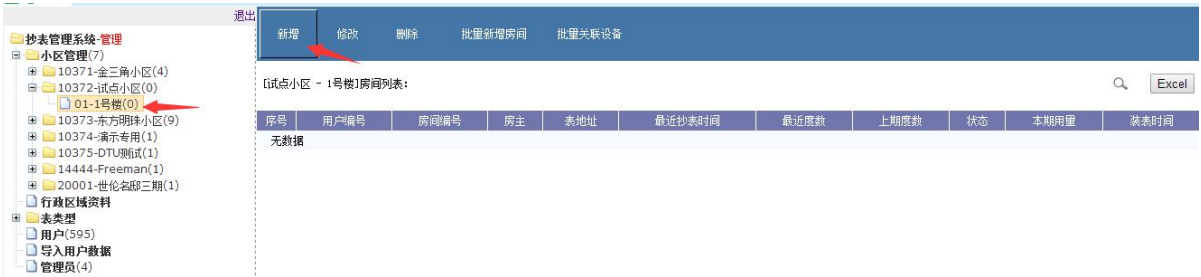 退出
抄表管理系统-管理
小区管理(7)
10371-金三角小区(4)
10372-试点小区(0)
01-1号楼(0)
10373-东方明珠小区(9)
10374-演示专用(1)
10375-DTU测试(1)
14444-Freeman(1)
20001-世伦名邸三期(1)
行政区域资料
表类型
用户(595)
导入用户数据
管理员(4)
新增 修改 删除 批量新增房间 批量关联设备
[试点小区 - 1号楼]房间列表: Excel
序号 用户编号 房间编号 房主 表地址 最近抄表时间 最近度数 上期度数 状态 本期用量 装表时间
无数据